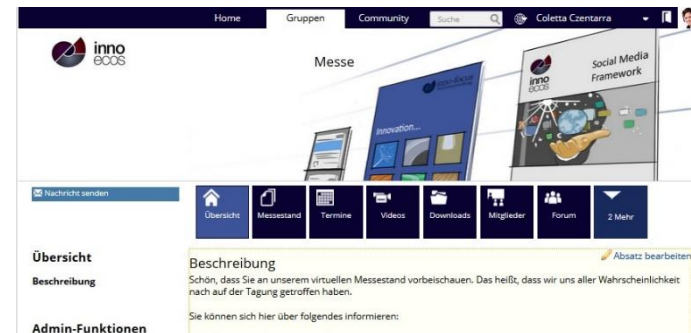 Home Gruppen Community Suche Coletta Czentarra
inno
ecos
Messe
inno-focus
Innovation...
inno
ecos
Social Media
Framework
Nachricht senden
Übersicht Messestand Termine Videos Downloads Mitglieder Forum 2 Mehr
Absatz bearbeiten
Übersicht
Beschreibung
Beschreibung
Schön, dass Sie an unserem virtuellen Messestand vorbeischauen. Das heißt, dass wir uns aller Wahrscheinlichkeit
nach auf der Tagung getroffen haben.
Sie können sich hier über folgendes informieren:
Admin-Funktionen